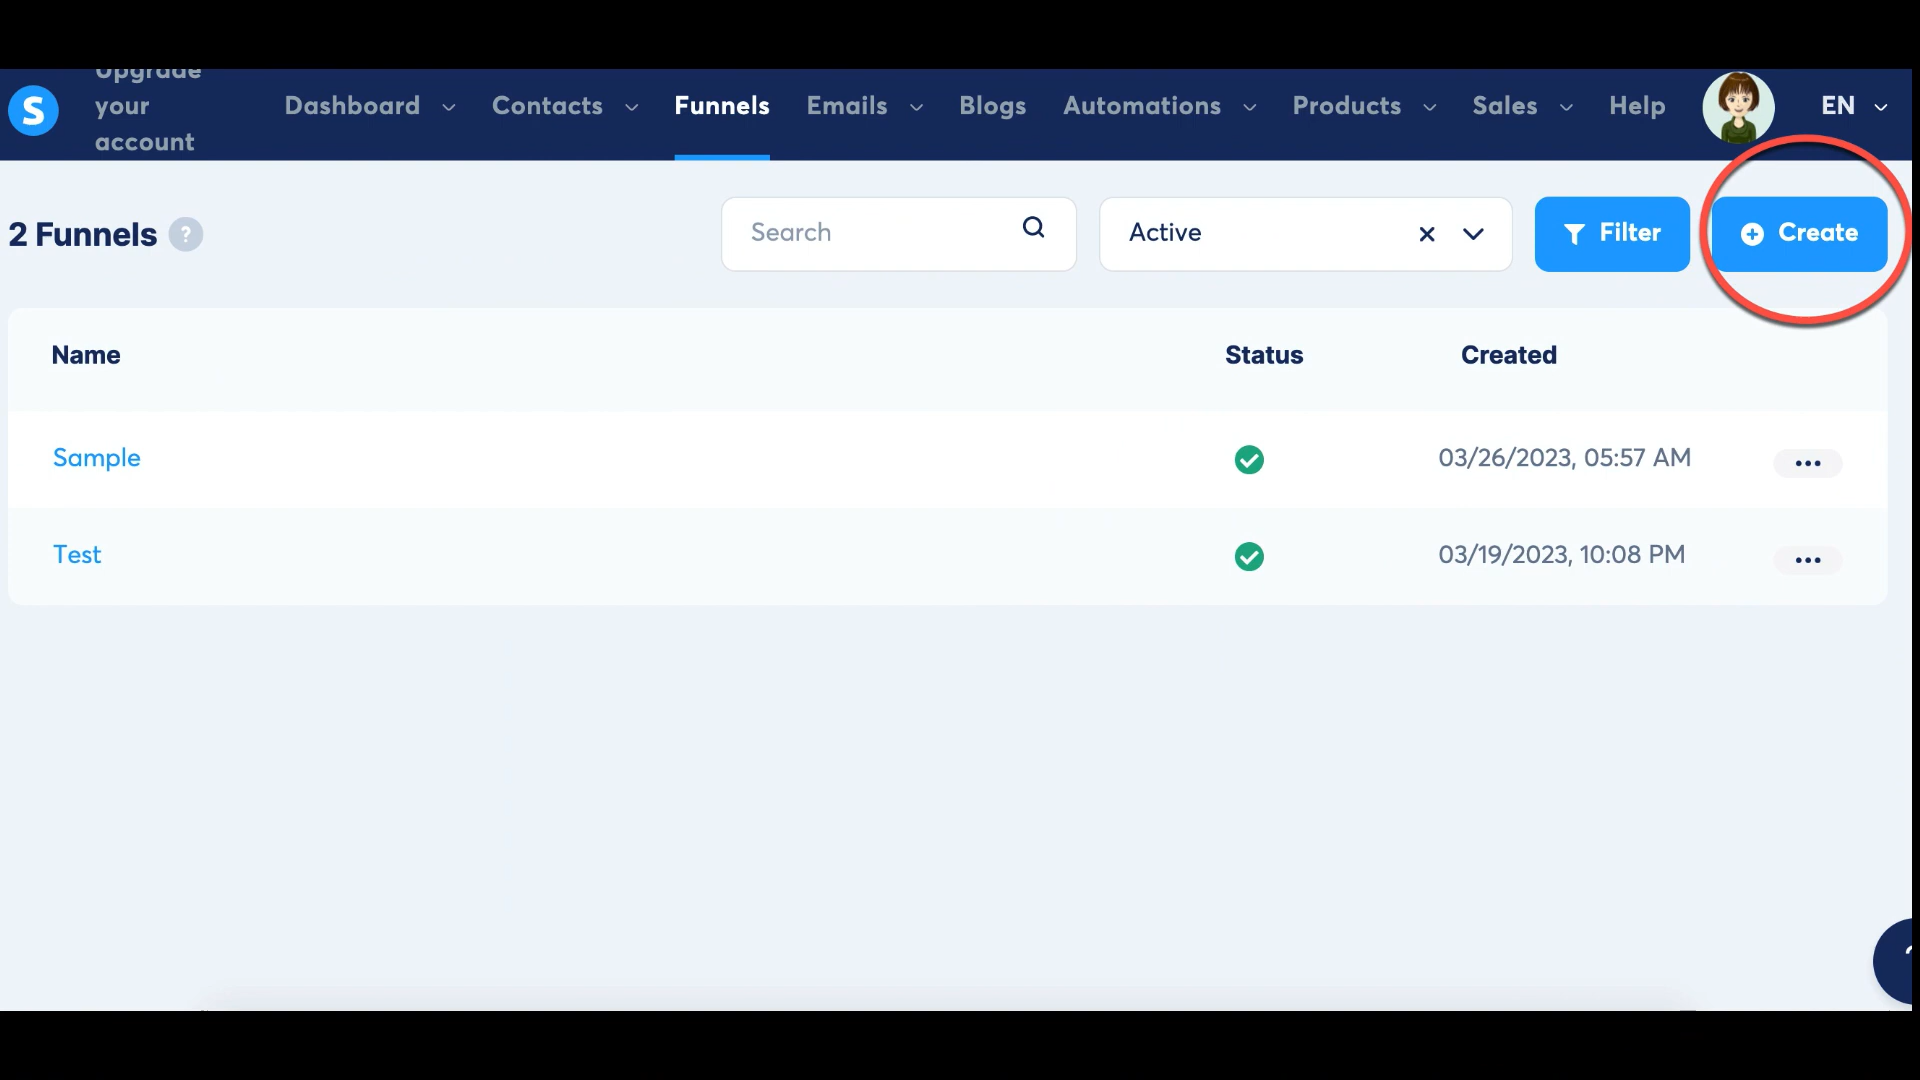 Upgrade
your
account
S
Dashboard
Contacts
Funnels
Emails
Blogs
Automations
Products
Sales
Help
EN
2 Funnels ?
Search
Active
Filter
Create
Name Status Created
Sample 03/26/2023, 05:57 AM
Test 03/19/2023, 10:08 PM